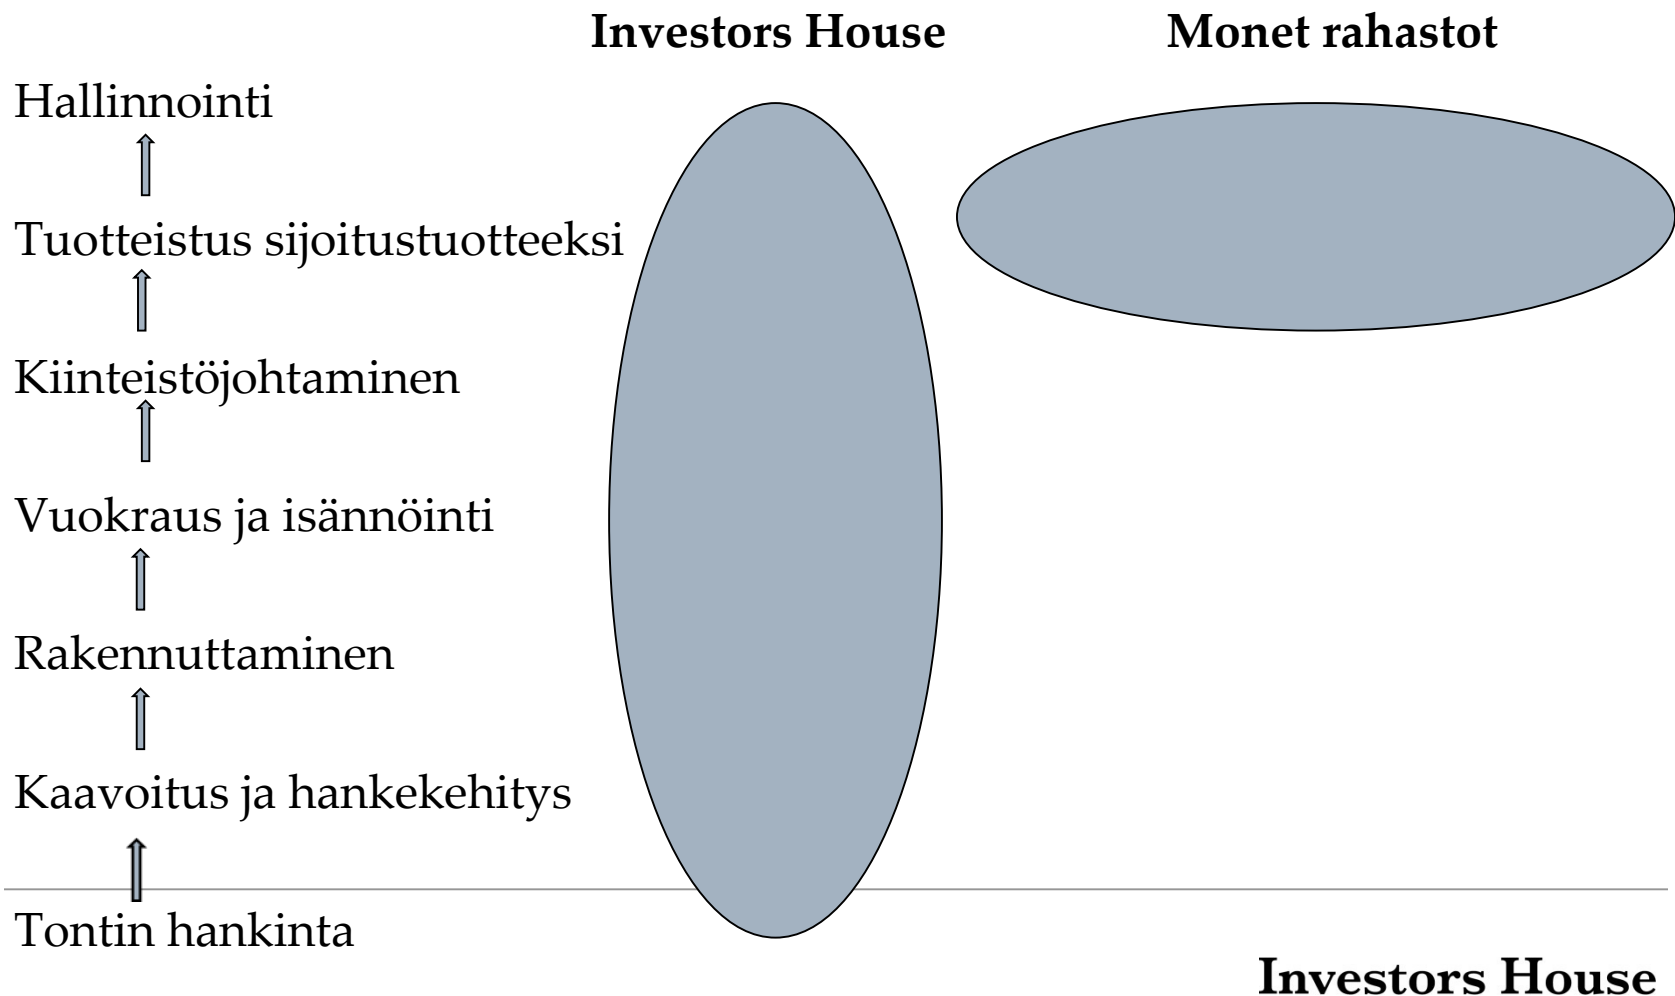 Investors House
Monet rahastot
Hallinnointi
Tuotteistus sijoitustuotteeksi
Kiinteistöjohtaminen
Vuokraus ja isännöinti
Rakennuttaminen
Kaavoitus ja hankekehitys
Tontin hankinta
Investors House